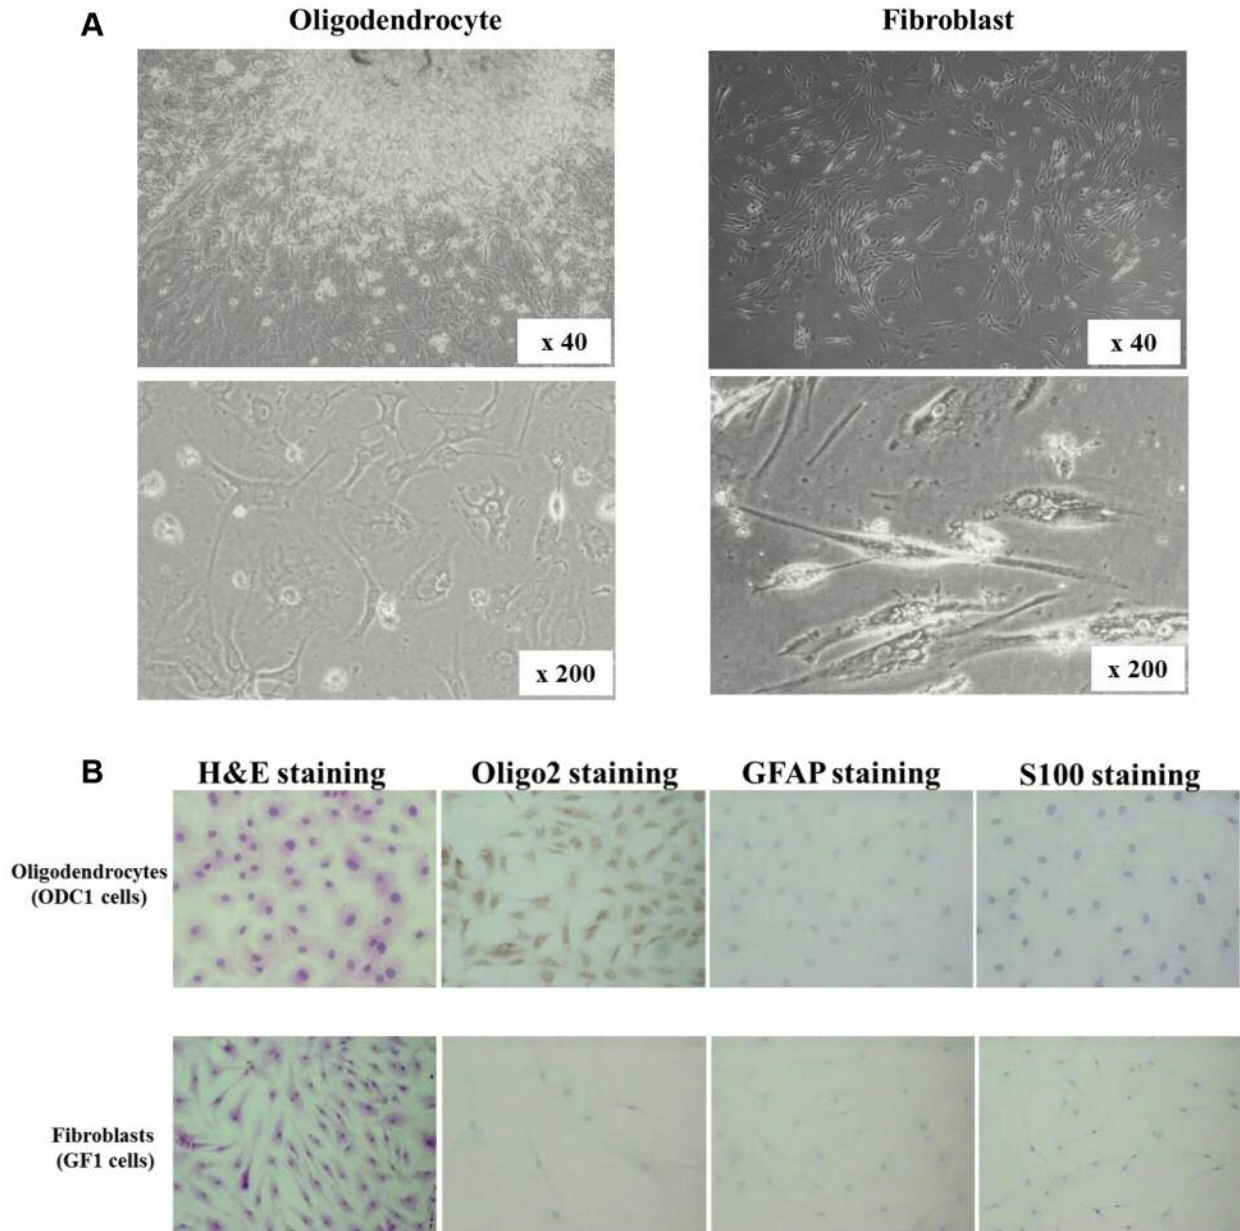 A
Oligodendrocyte
Fibroblast
x 40
x 40
x 200
x 200
B
H&E staining
Oligo2 staining
GFAP staining
S100 staining
Oligodendrocytes
(ODC1 cells)
Fibroblasts
(GF1 cells)